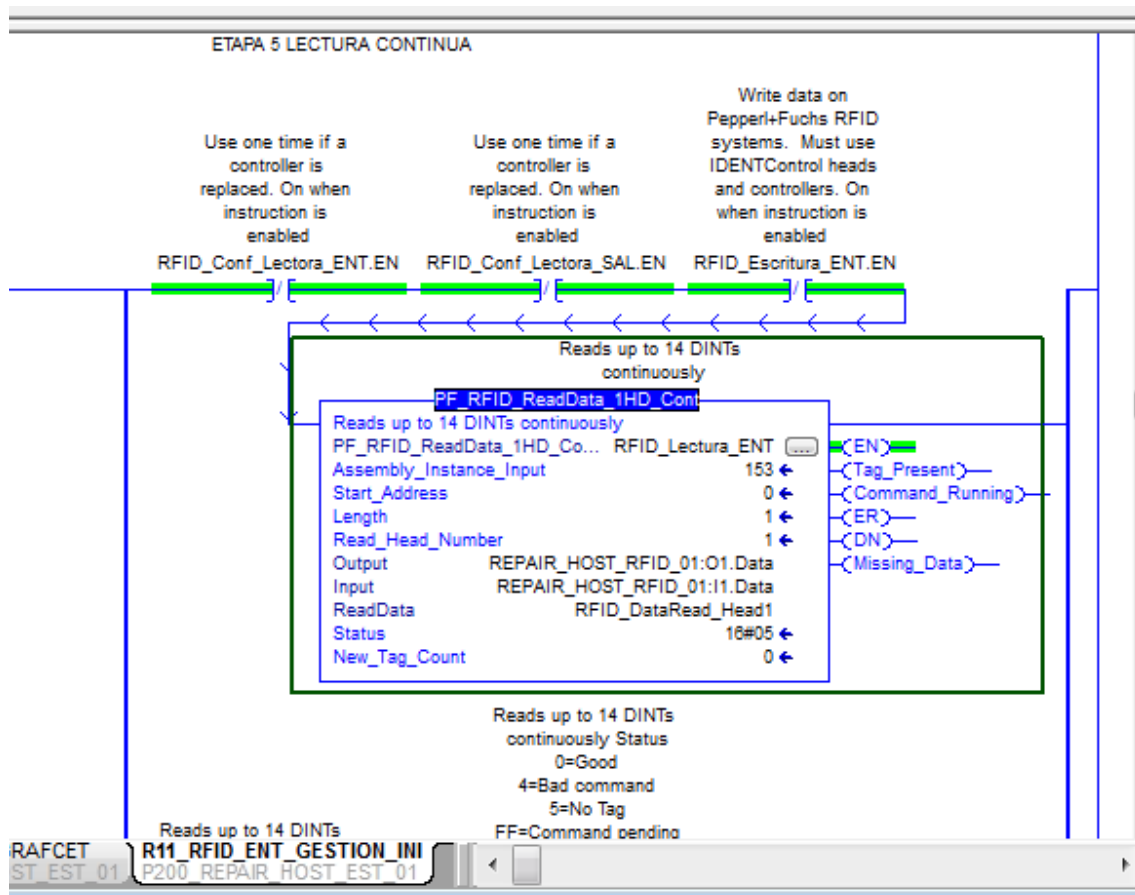 ETAPA 5 LECTURA CONTINUA
Use one time if a
controller is
replaced. On when
instruction is
enabled
RFID_Conf_Lectora_ENT.EN
Use one time if a
controller is
replaced. On when
instruction is
enabled
RFID_Conf_Lectora_SAL.EN
Write data on
Pepperl+Fuchs RFID
systems.  Must use
IDENTControl heads
and controllers. On
when instruction is
enabled
RFID_Escritura_ENT.EN
Reads up to 14 DINTs
continuously
PF_RFID_ReadData_1HD_Cont
Reads up to 14 DINTs continuously
PF_RFID_ReadData_1HD_Co... RFID_Lectura_ENT ... EN
Assembly_Instance_Input 153 Tag_Present
Start_Address 0 Command_Running
Length 1 ER
Read_Head_Number 1 DN
Output REPAIR_HOST_RFID_01:O1.Data Missing_Data
Input REPAIR_HOST_RFID_01:I1.Data
ReadData RFID_DataRead_Head1
Status 16#05
New_Tag_Count 0
Reads up to 14 DINTs
continuously Status
0=Good
4=Bad command
5=No Tag
FF=Command pending
Reads up to 14 DINTs
RAFCET R11_RFID_ENT_GESTION_INI
ST_EST_01 P200_REPAIR_HOST_EST_01